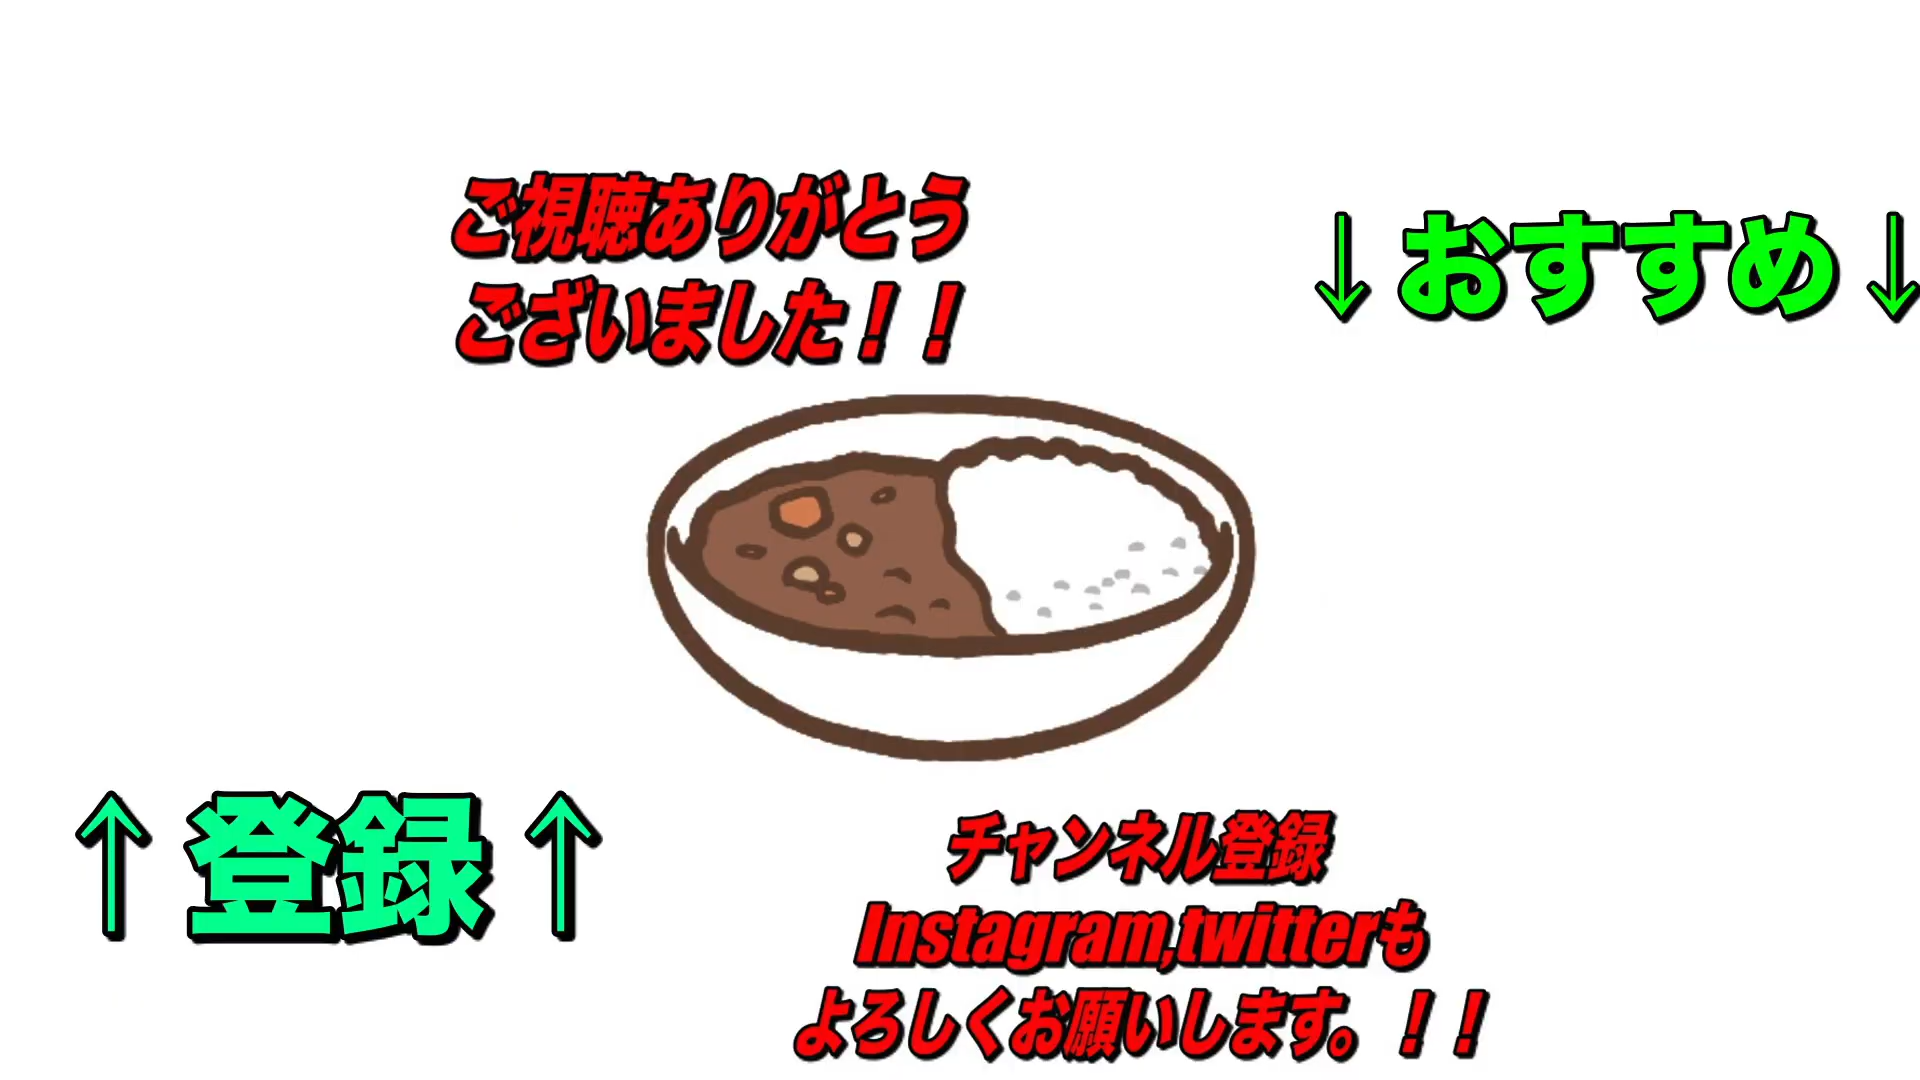 ご視聴ありがとう
ございました！！
↓おすすめ↓
↑登録↑
チャンネル登録
Instagram,twitterも
よろしくお願いします。！！